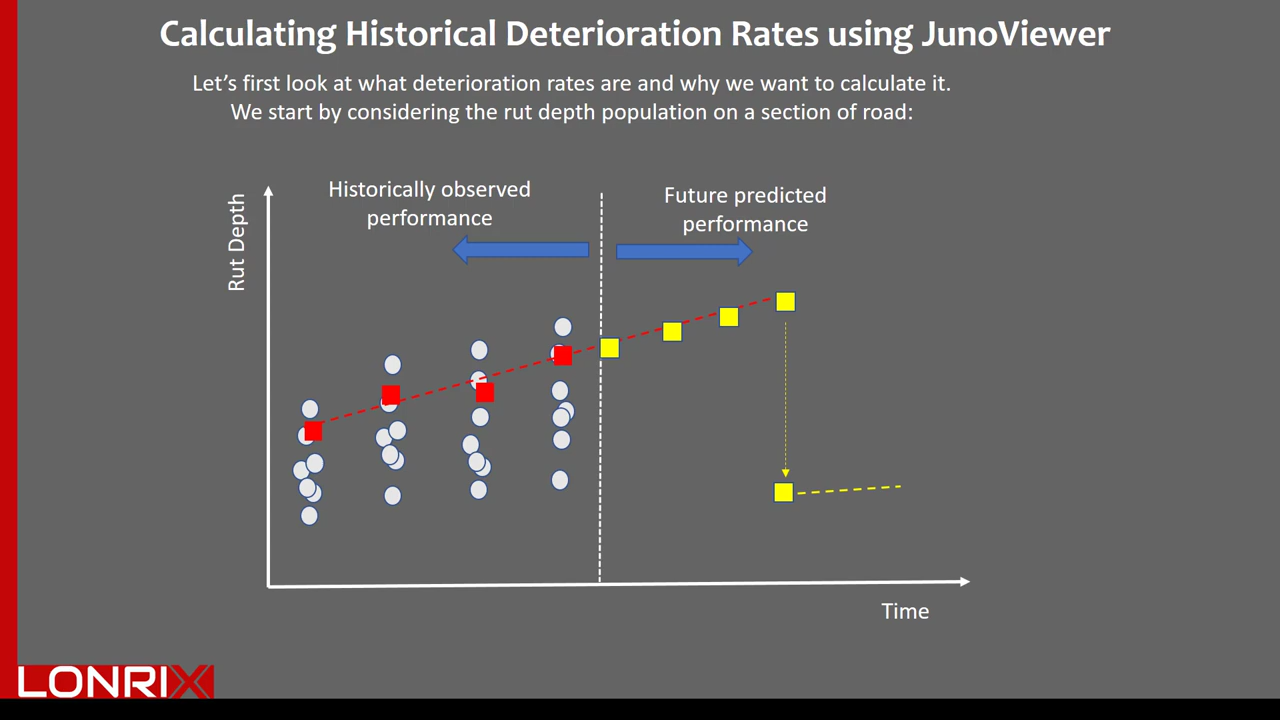 Calculating Historical Deterioration Rates using JunoViewer
Let's first look at what deterioration rates are and why we want to calculate it.
We start by considering the rut depth population on a section of road:
Historically observed
performance
Future predicted
performance
Rut Depth
Time
LONRIX